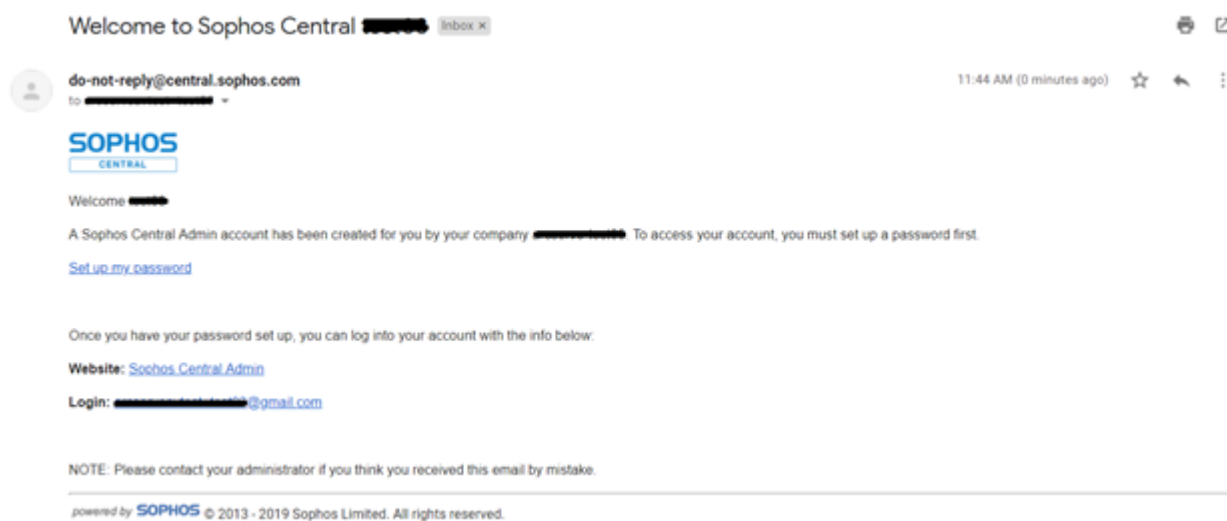 Welcome to Sophos Central
Inbox ×
do-not-reply@central.sophos.com
11:44 AM (0 minutes ago)
to
SOPHOS
CENTRAL
Welcome
A Sophos Central Admin account has been created for you by your company . To access your account, you must set up a password first.
Set up my password
Once you have your password set up, you can log into your account with the info below:
Website: Sophos Central Admin
Login: @gmail.com
NOTE: Please contact your administrator if you think you received this email by mistake.
powered by SOPHOS © 2013 - 2019 Sophos Limited. All rights reserved.